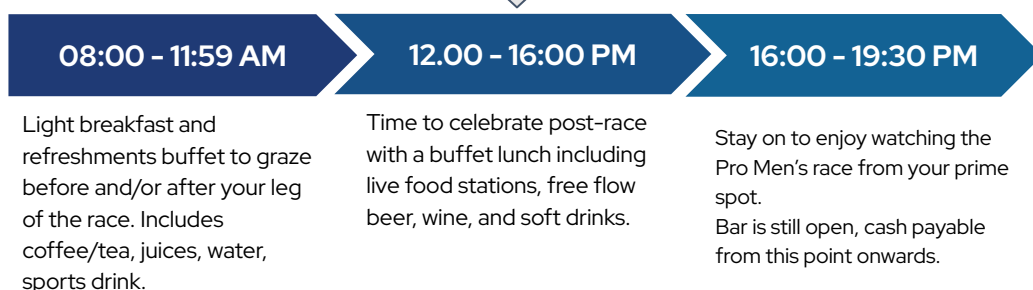 08:00 - 11:59 AM
Light breakfast and
refreshments buffet to graze
before and/or after your leg
of the race. Includes
coffee/tea, juices, water,
sports drink.
12.00 - 16:00 PM
Time to celebrate post-race
with a buffet lunch including
live food stations, free flow
beer, wine, and soft drinks.
16:00 - 19:30 PM
Stay on to enjoy watching the
Pro Men's race from your prime
spot.
Bar is still open, cash payable
from this point onwards.